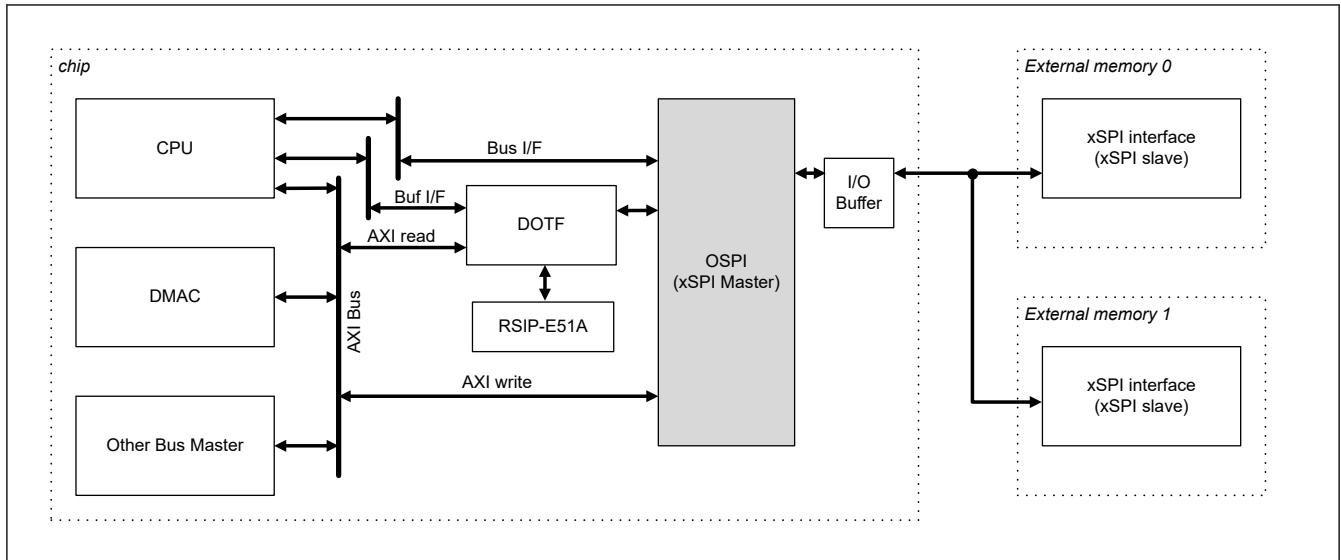 chip
CPU
DMAC
Other Bus Master
AXI Bus
Bus I/F
Buf I/F
AXI read
AXI write
DOTF
RSIP-E51A
OSPI
(xSPI Master)
I/O
Buffer
External memory 0
xSPI interface
(xSPI slave)
External memory 1
xSPI interface
(xSPI slave)